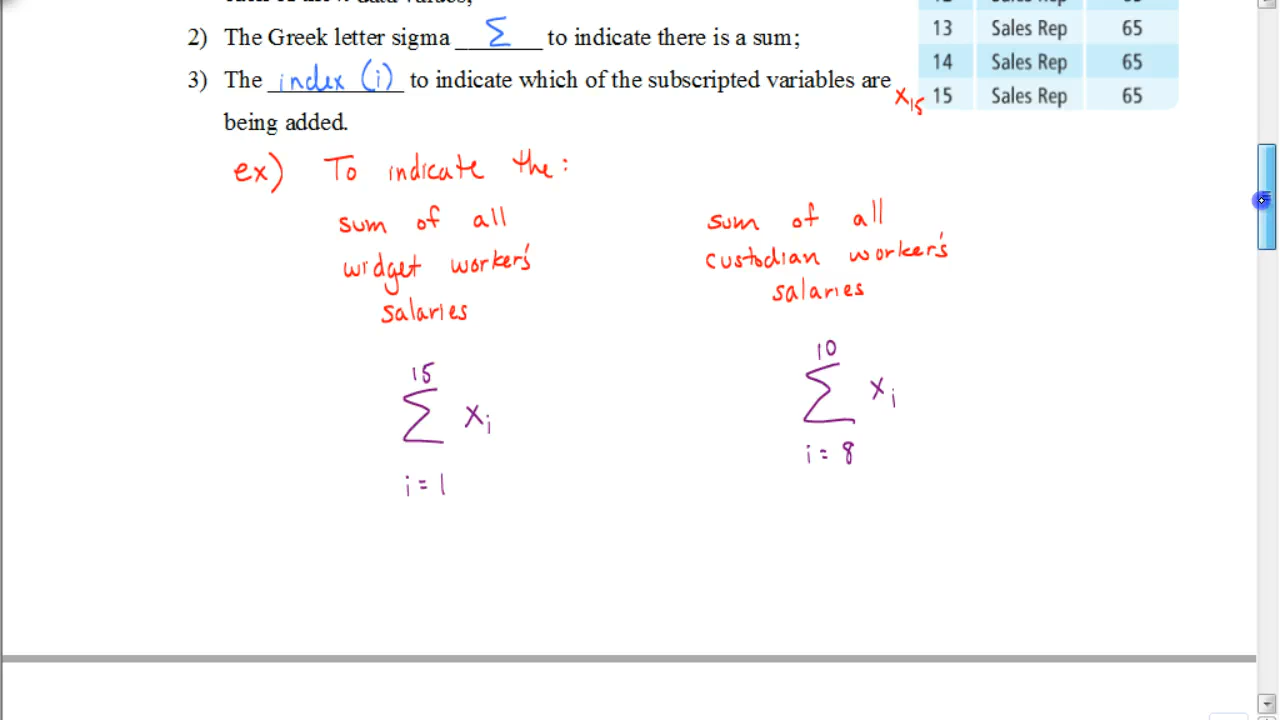 2) The Greek letter sigma ___Σ___ to indicate there is a sum;
3) The index (i) to indicate which of the subscripted variables are
being added.
13 Sales Rep 65
14 Sales Rep 65
x15 15 Sales Rep 65
ex) To indicate the:
sum of all
widget worker's
salaries
15
Σ xi
i = 1
sum of all
custodian worker's
salaries
10
Σ xi
i = 8